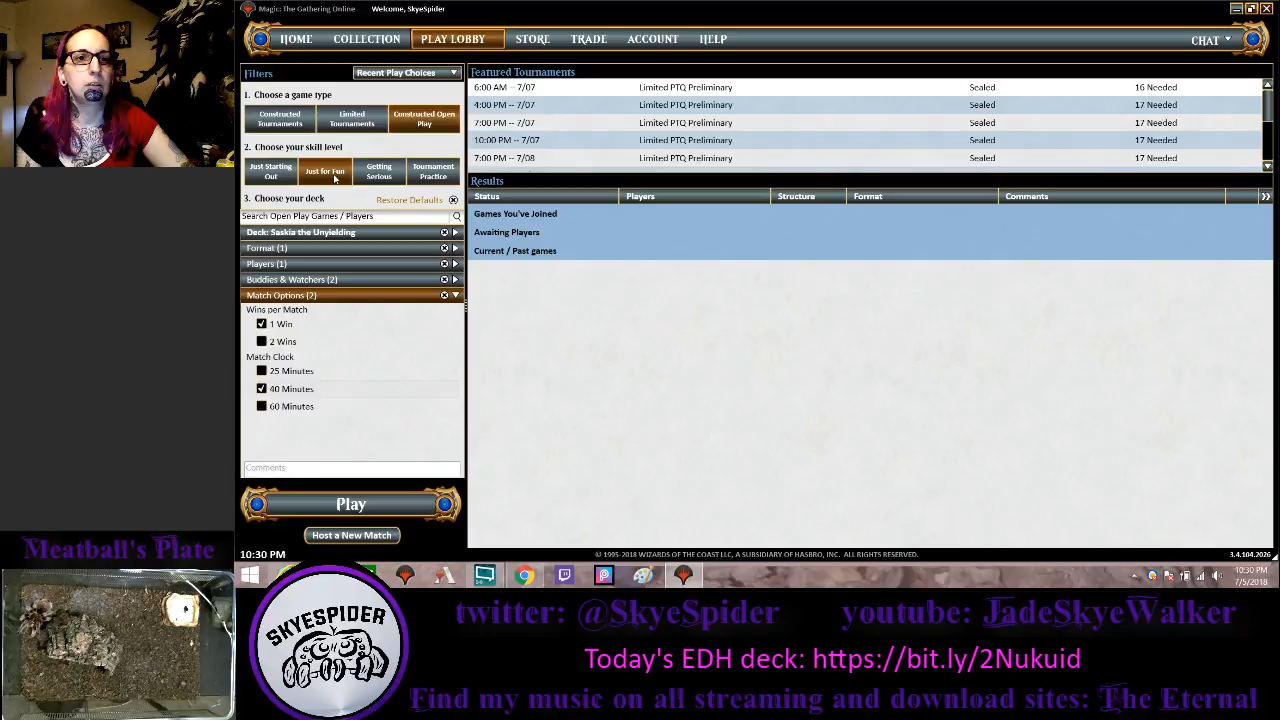 Magic: The Gathering Online
Welcome, SkyeSpider
HOME COLLECTION PLAY LOBBY STORE TRADE ACCOUNT HELP CHAT
Filters
Recent Play Choices
1. Choose a game type
Constructed Tournaments
Limited Tournaments
Constructed Open Play
2. Choose your skill level
Just Starting Out
Just for Fun
Getting Serious
Tournament Practice
3. Choose your deck
Restore Defaults
Search Open Play Games / Players
Deck: Saskia the Unyielding
Format (1)
Players (1)
Buddies & Watchers (2)
Match Options (2)
Wins per Match
1 Win
2 Wins
Match Clock
25 Minutes
40 Minutes
60 Minutes
Comments
Play
Host a New Match
10:30 PM
Featured Tournaments
6:00 AM -- 7/07 Limited PTQ Preliminary Sealed 16 Needed
4:00 PM -- 7/07 Limited PTQ Preliminary Sealed 17 Needed
7:00 PM -- 7/07 Limited PTQ Preliminary Sealed 17 Needed
10:00 PM -- 7/07 Limited PTQ Preliminary Sealed 17 Needed
7:00 PM -- 7/08 Limited PTQ Preliminary Sealed 17 Needed
Results
Status Players Structure Format Comments
Games You've Joined
Awaiting Players
Current / Past games
© 1995-2018 WIZARDS OF THE COAST LLC, A SUBSIDIARY OF HASBRO, INC. ALL RIGHTS RESERVED.
3.4.104.2026
10:30 PM
7/5/2018
Meatball's Plate
SKYESPIDER
twitter: @SkyeSpider youtube: JadeSkyeWalker
Today's EDH deck: https://bit.ly/2Nukuid
Find my music on all streaming and download sites: The Eternal